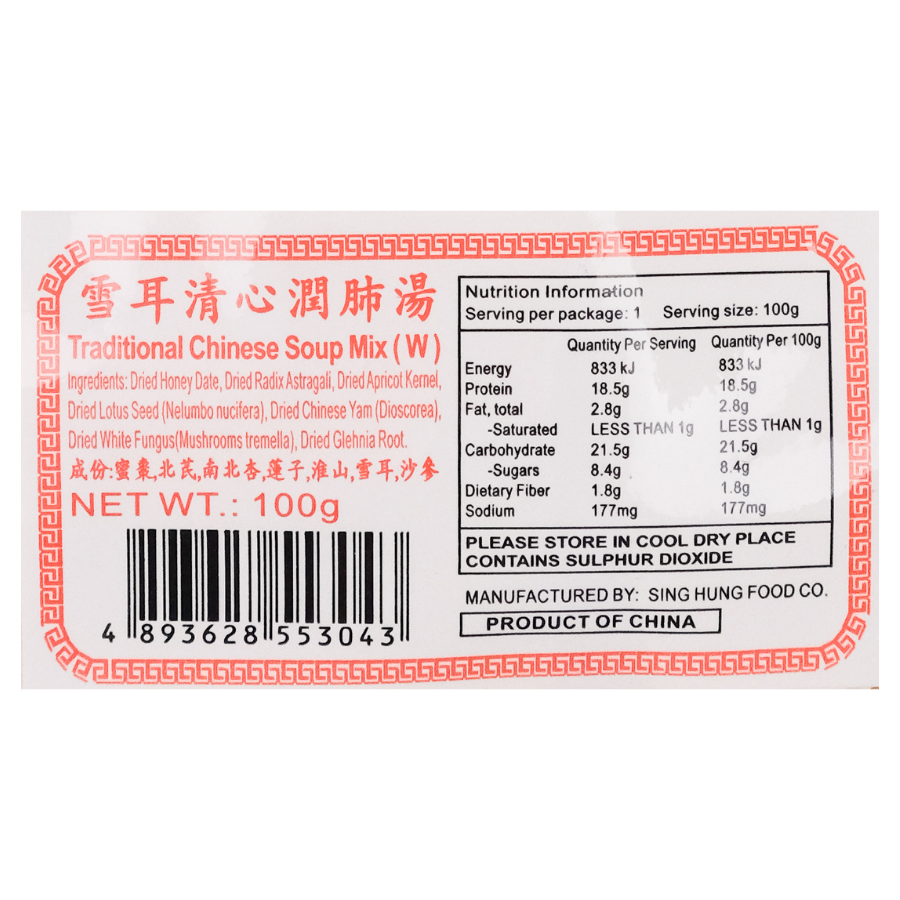 雪耳清心潤肺湯
Traditional Chinese Soup Mix ( W )
Ingredients: Dried Honey Date, Dried Radix Astragali, Dried Apricot Kernel,
Dried Lotus Seed (Nelumbo nucifera), Dried Chinese Yam (Dioscorea),
Dried White Fungus(Mushrooms tremella), Dried Glehnia Root.
成份:蜜棗,北芪,南北杏,蓮子,淮山,雪耳,沙參
NET WT.: 100g
4 893628 553043
Nutrition Information
Serving per package: 1 Serving size: 100g
Quantity Per Serving Quantity Per 100g
Energy 833 kJ 833 kJ
Protein 18.5g 18.5g
Fat, total 2.8g 2.8g
-Saturated LESS THAN 1g LESS THAN 1g
Carbohydrate 21.5g 21.5g
-Sugars 8.4g 8.4g
Dietary Fiber 1.8g 1.8g
Sodium 177mg 177mg
PLEASE STORE IN COOL DRY PLACE
CONTAINS SULPHUR DIOXIDE
MANUFACTURED BY: SING HUNG FOOD CO.
PRODUCT OF CHINA